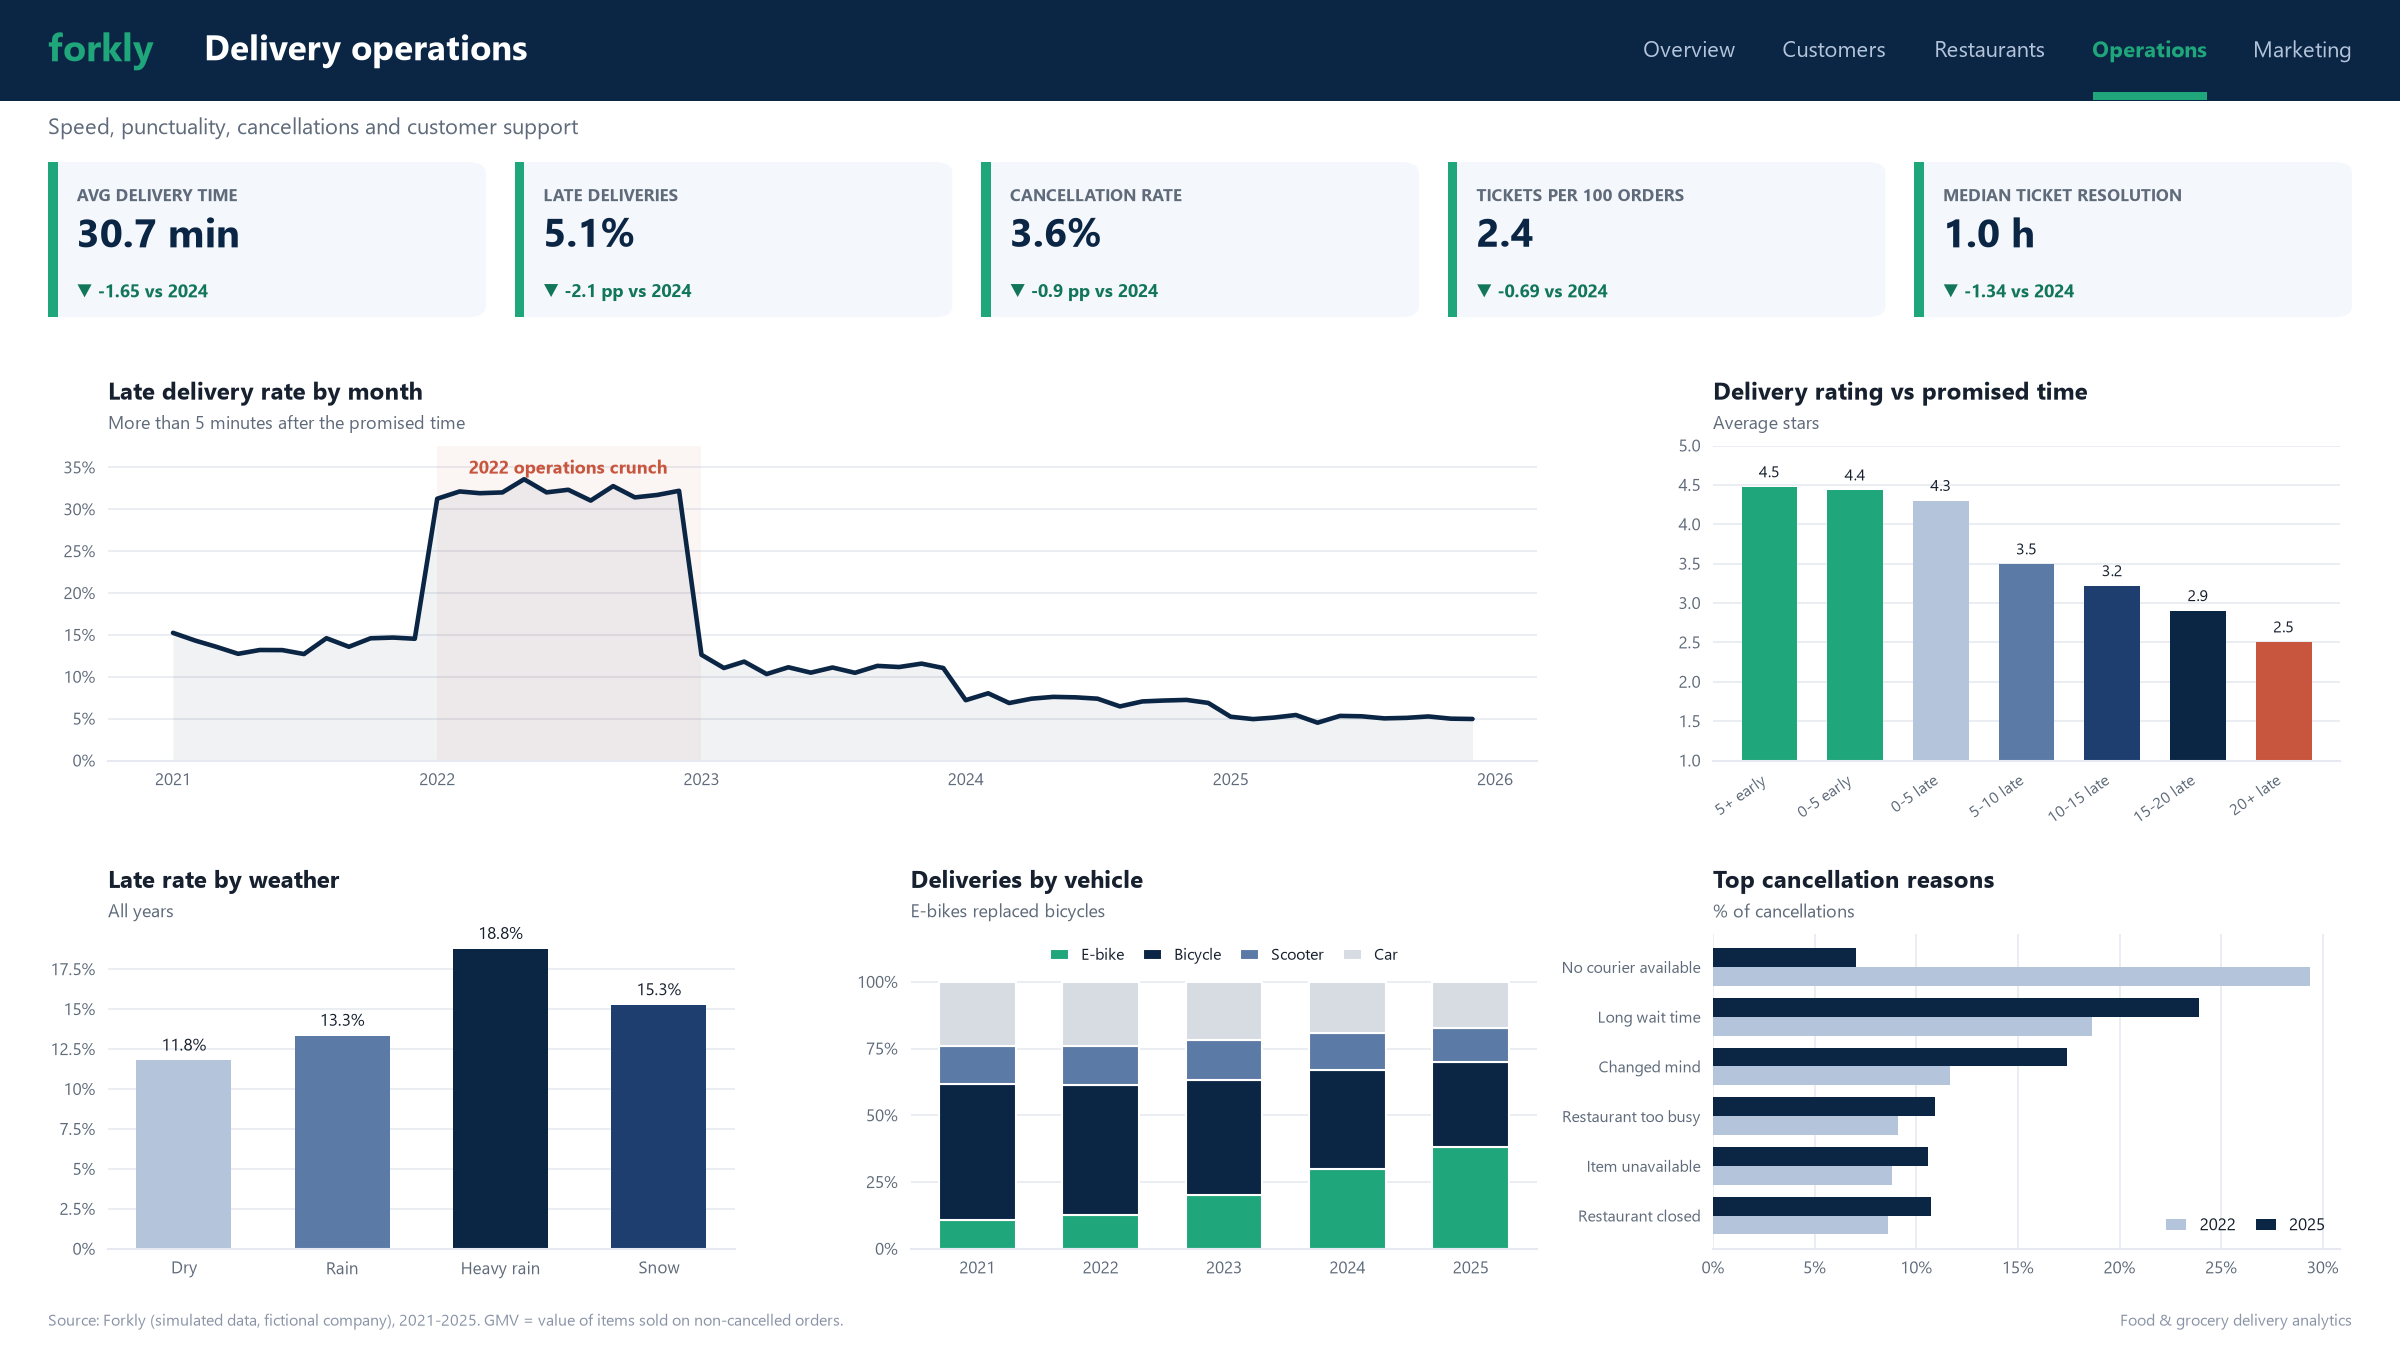 forkly
Delivery operations
Overview Customers Restaurants Operations Marketing
Speed, punctuality, cancellations and customer support
AVG DELIVERY TIME
30.7 min
▼ -1.65 vs 2024
LATE DELIVERIES
5.1%
▼ -2.1 pp vs 2024
CANCELLATION RATE
3.6%
▼ -0.9 pp vs 2024
TICKETS PER 100 ORDERS
2.4
▼ -0.69 vs 2024
MEDIAN TICKET RESOLUTION
1.0 h
▼ -1.34 vs 2024
Late delivery rate by month
More than 5 minutes after the promised time
2022 operations crunch
35%
30%
25%
20%
15%
10%
5%
0%
2021 2022 2023 2024 2025 2026
Delivery rating vs promised time
Average stars
5.0
4.5
4.0
3.5
3.0
2.5
2.0
1.5
1.0
4.5 4.4 4.3 3.5 3.2 2.9 2.5
5+ early 0-5 early 0-5 late 5-10 late 10-15 late 15-20 late 20+ late
Late rate by weather
All years
17.5%
15%
12.5%
10%
7.5%
5%
2.5%
0%
11.8% 13.3% 18.8% 15.3%
Dry Rain Heavy rain Snow
Deliveries by vehicle
E-bikes replaced bicycles
E-bike Bicycle Scooter Car
100%
75%
50%
25%
0%
2021 2022 2023 2024 2025
Top cancellation reasons
% of cancellations
No courier available
Long wait time
Changed mind
Restaurant too busy
Item unavailable
Restaurant closed
2022 2025
0% 5% 10% 15% 20% 25% 30%
Source: Forkly (simulated data, fictional company), 2021-2025. GMV = value of items sold on non-cancelled orders.
Food & grocery delivery analytics